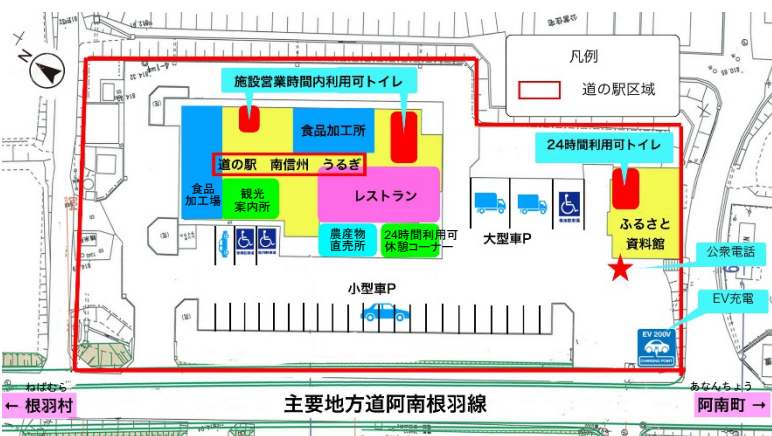 凡例
道の駅区域
N
施設営業時間内利用可トイレ
食品加工所
24時間利用可トイレ
道の駅 南信州 うるぎ
食品
加工場
観光
案内所
レストラン
農産物
直売所
24時間利用可
休憩コーナー
大型車P
ふるさと
資料館
公衆電話
小型車P
EV充電
EV 200V
CHARGING POINT
ねばむら
← 根羽村
主要地方道阿南根羽線
あなんちょう
阿南町 →